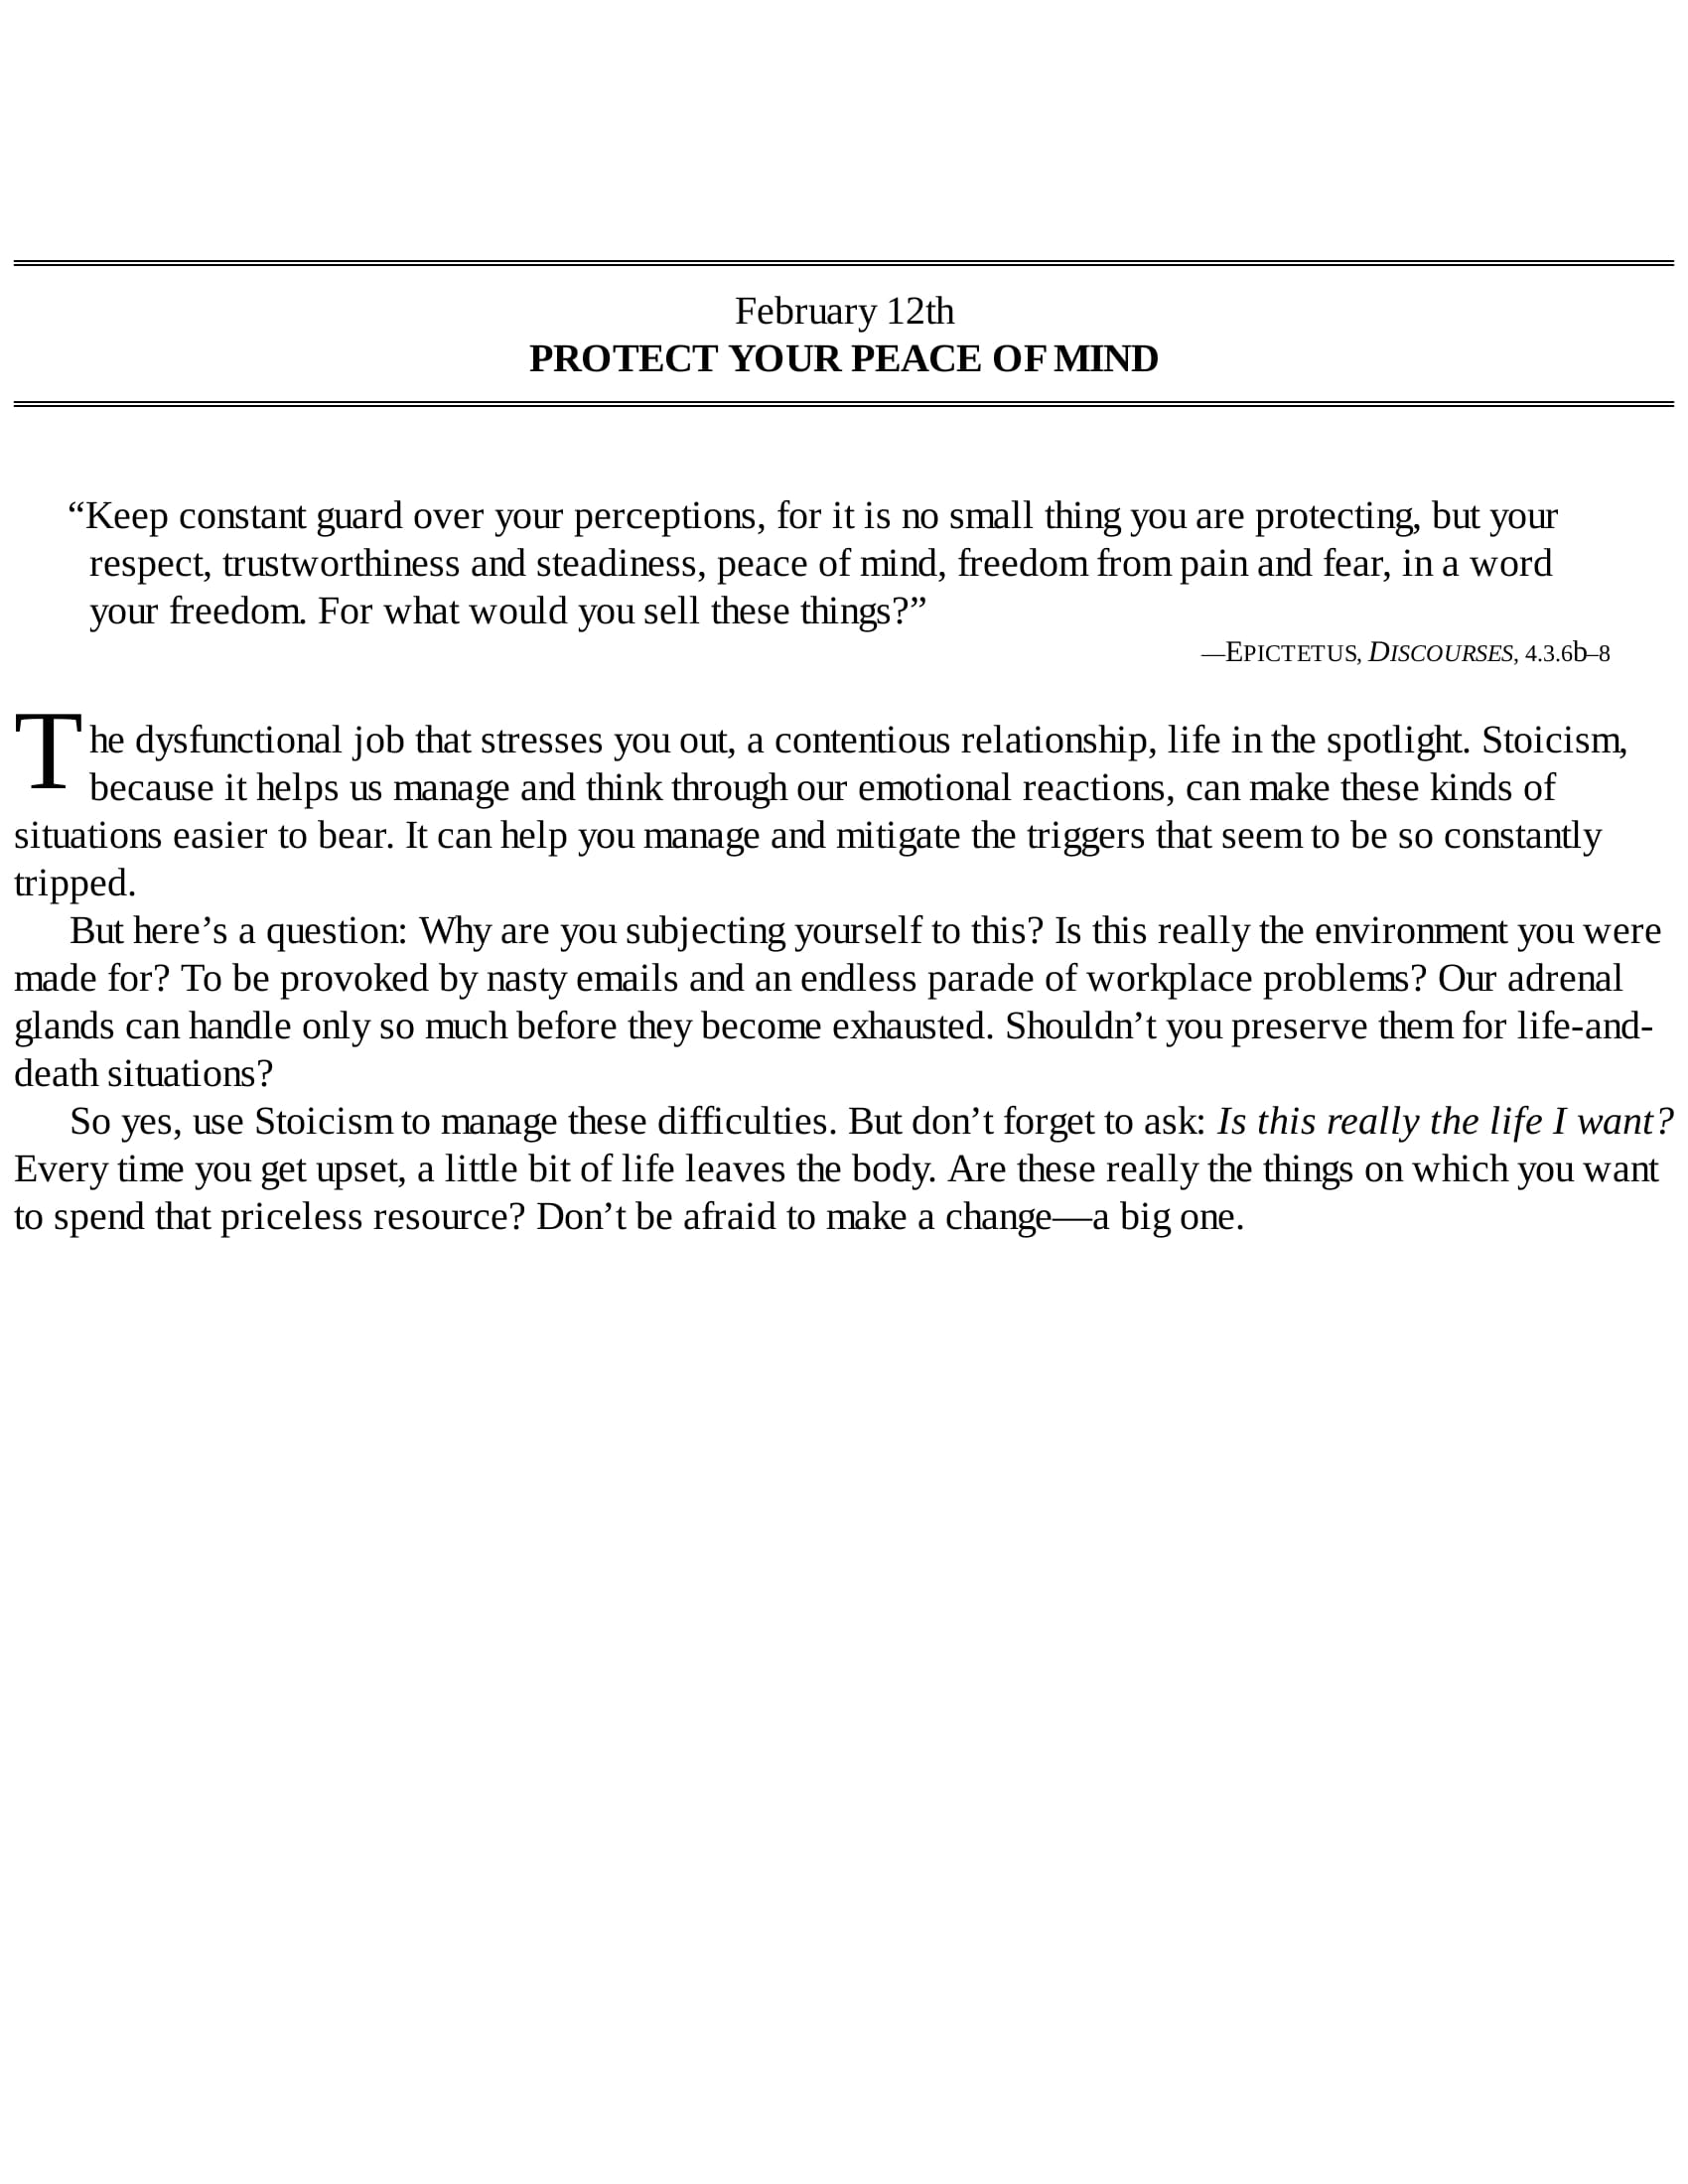 February 12th
PROTECT YOUR PEACE OF MIND
“Keep constant guard over your perceptions, for it is no small thing you are protecting, but your
respect, trustworthiness and steadiness, peace of mind, freedom from pain and fear, in a word
your freedom. For what would you sell these things?”
—EPICTETUS, DISCOURSES, 4.3.6b–8
The dysfunctional job that stresses you out, a contentious relationship, life in the spotlight. Stoicism,
because it helps us manage and think through our emotional reactions, can make these kinds of
situations easier to bear. It can help you manage and mitigate the triggers that seem to be so constantly
tripped.
But here’s a question: Why are you subjecting yourself to this? Is this really the environment you were
made for? To be provoked by nasty emails and an endless parade of workplace problems? Our adrenal
glands can handle only so much before they become exhausted. Shouldn’t you preserve them for life-and-
death situations?
So yes, use Stoicism to manage these difficulties. But don’t forget to ask: Is this really the life I want?
Every time you get upset, a little bit of life leaves the body. Are these really the things on which you want
to spend that priceless resource? Don’t be afraid to make a change—a big one.